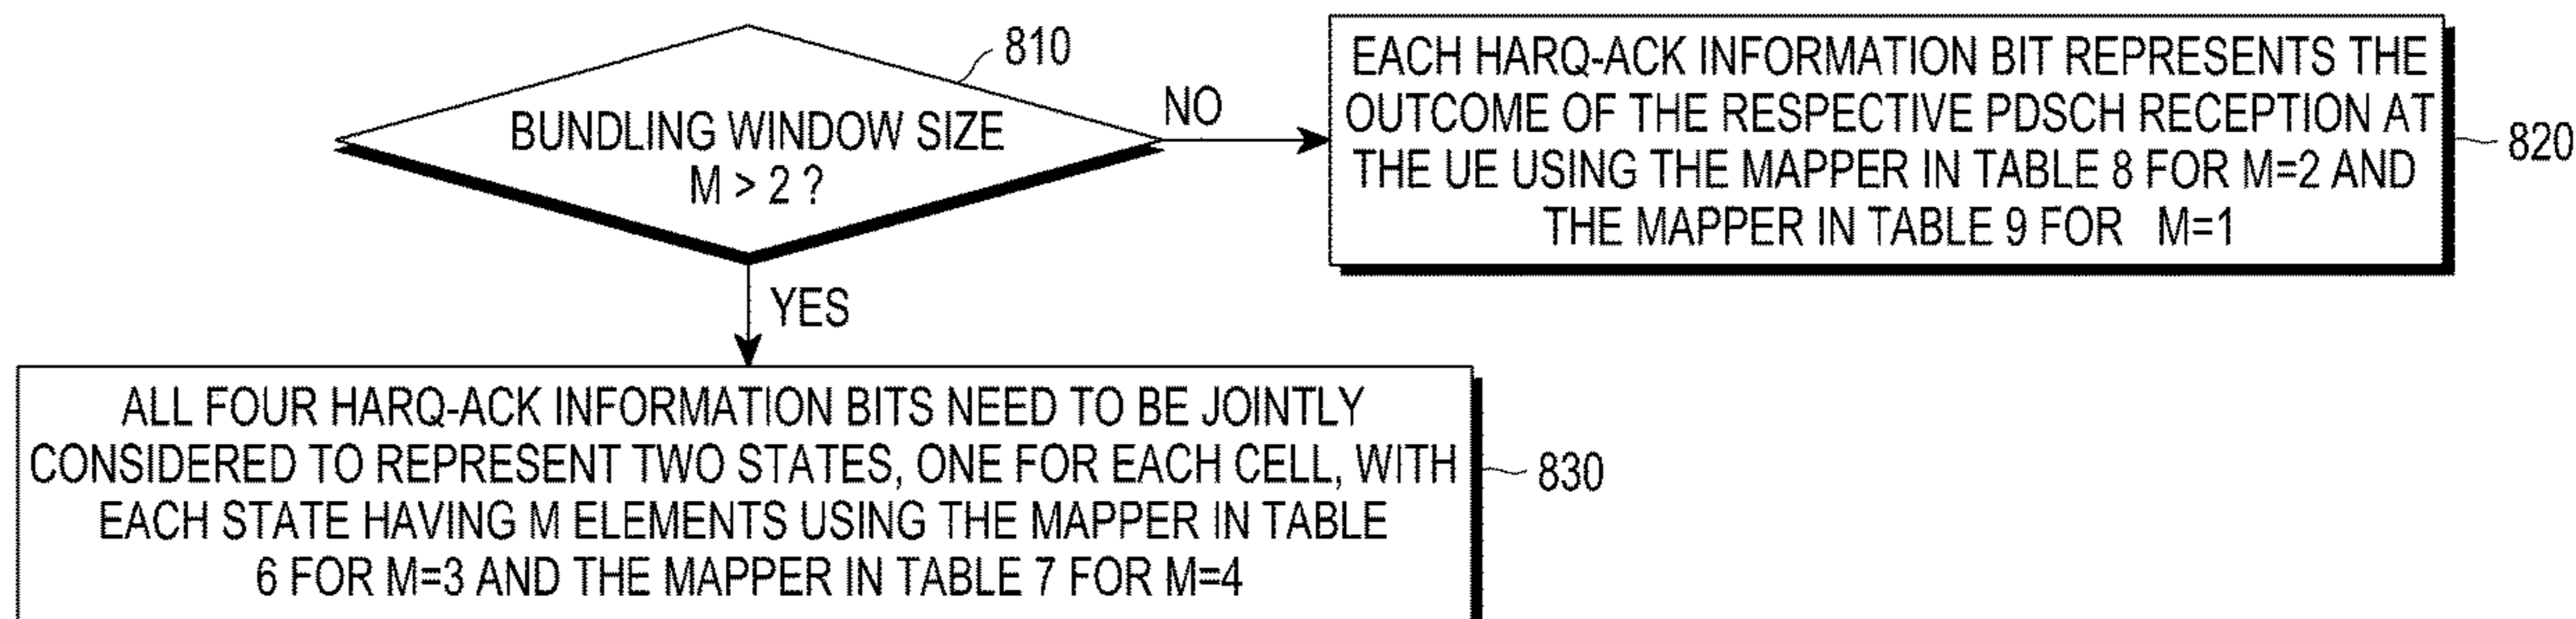 810
BUNDLING WINDOW SIZE
M > 2 ?
NO
EACH HARQ-ACK INFORMATION BIT REPRESENTS THE
OUTCOME OF THE RESPECTIVE PDSCH RECEPTION AT
THE UE USING THE MAPPER IN TABLE 8 FOR M=2 AND
THE MAPPER IN TABLE 9 FOR M=1
820
YES
ALL FOUR HARQ-ACK INFORMATION BITS NEED TO BE JOINTLY
CONSIDERED TO REPRESENT TWO STATES, ONE FOR EACH CELL, WITH
EACH STATE HAVING M ELEMENTS USING THE MAPPER IN TABLE
6 FOR M=3 AND THE MAPPER IN TABLE 7 FOR M=4
830